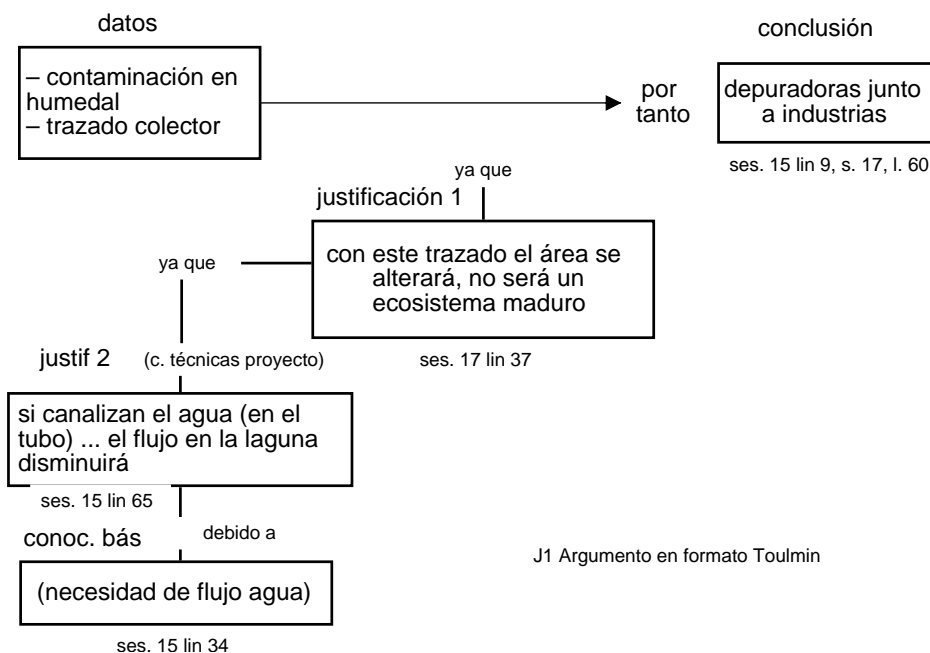 datos
conclusión
– contaminación en
humedal
– trazado colector
por
tanto
depuradoras junto
a industrias
ses. 15 lin 9, s. 17, l. 60
ya que
justificación 1
con este trazado el área se
alterará, no será un
ecosistema maduro
ya que
justif 2
(c. técnicas proyecto)
ses. 17 lin 37
si canalizan el agua (en el
tubo) ... el flujo en la laguna
disminuirá
ses. 15 lin 65
conoc. bás
debido a
(necesidad de flujo agua)
J1 Argumento en formato Toulmin
ses. 15 lin 34